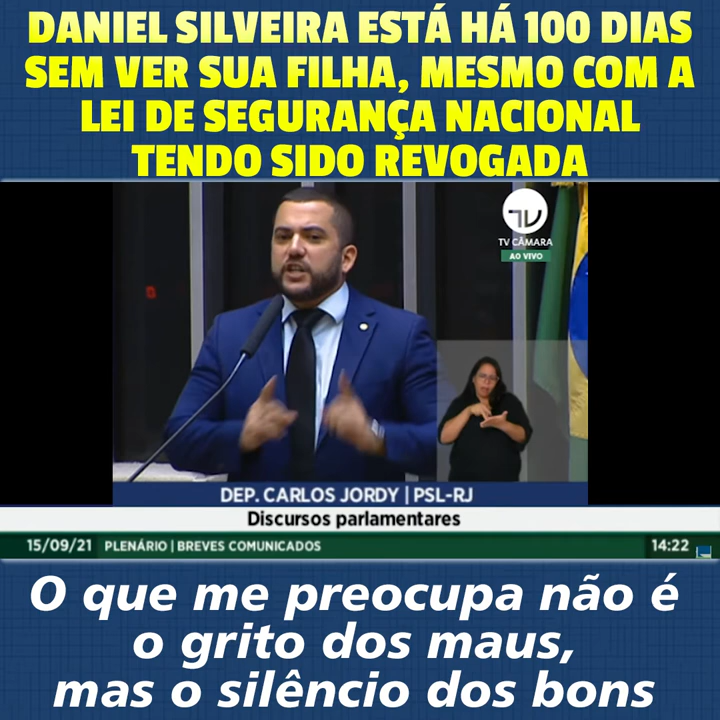 DANIEL SILVEIRA ESTÁ HÁ 100 DIAS
SEM VER SUA FILHA, MESMO COM A
LEI DE SEGURANÇA NACIONAL
TENDO SIDO REVOGADA
TV CÂMARA
AO VIVO
DEP. CARLOS JORDY | PSL-RJ
Discursos parlamentares
15/09/21 PLENÁRIO | BREVES COMUNICADOS 14:22
O que me preocupa não é
o grito dos maus,
mas o silêncio dos bons